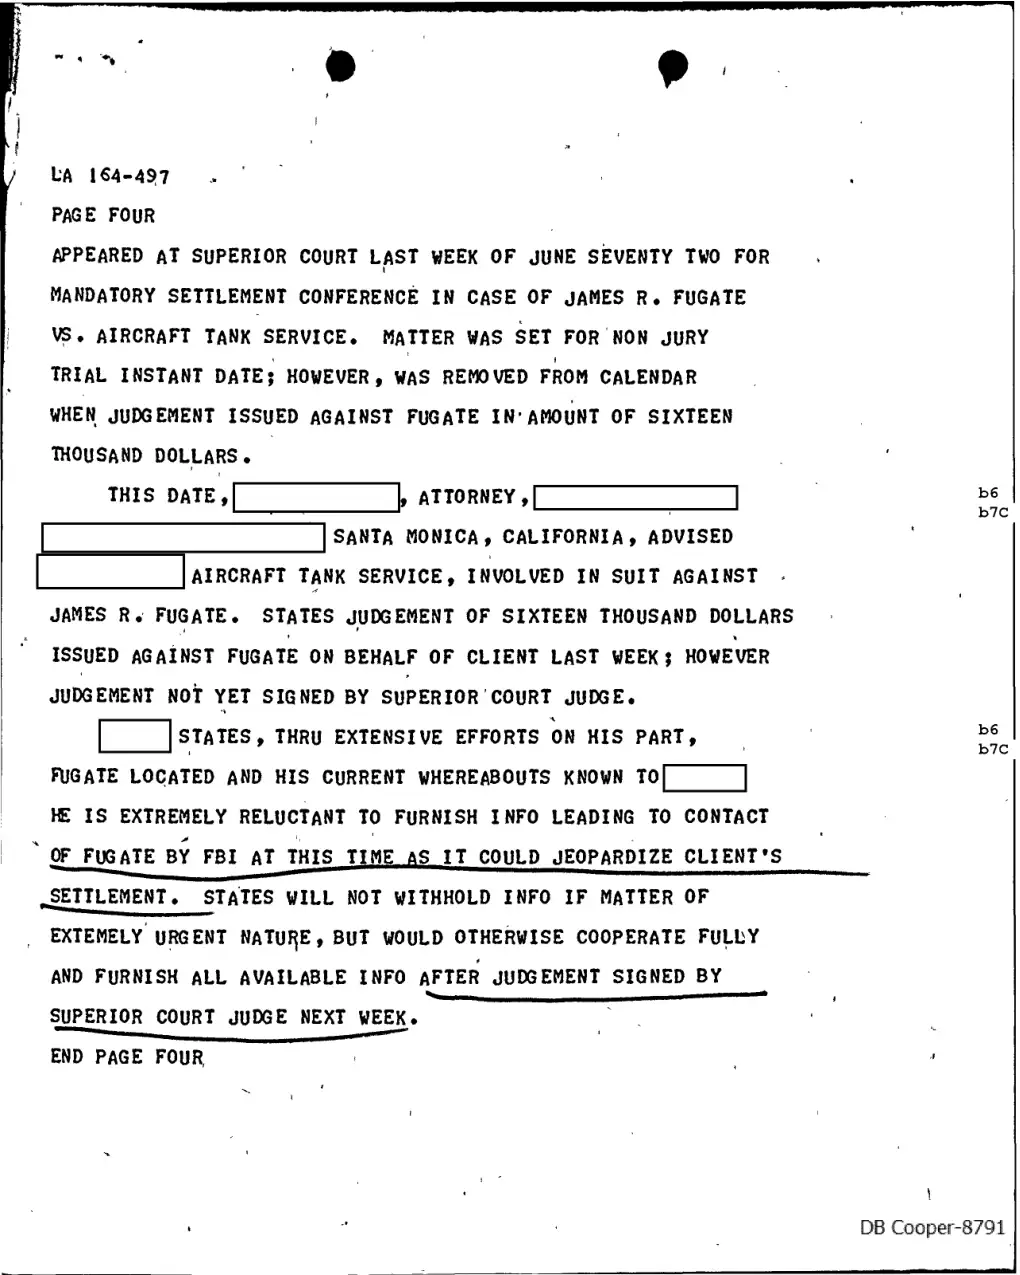 LA 164-497
PAGE FOUR
APPEARED AT SUPERIOR COURT LAST WEEK OF JUNE SEVENTY TWO FOR
MANDATORY SETTLEMENT CONFERENCE IN CASE OF JAMES R. FUGATE
VS. AIRCRAFT TANK SERVICE. MATTER WAS SET FOR NON JURY
TRIAL INSTANT DATE; HOWEVER, WAS REMOVED FROM CALENDAR
WHEN JUDGEMENT ISSUED AGAINST FUGATE IN AMOUNT OF SIXTEEN
THOUSAND DOLLARS.
THIS DATE, , ATTORNEY,
b6
b7C
SANTA MONICA, CALIFORNIA, ADVISED
AIRCRAFT TANK SERVICE, INVOLVED IN SUIT AGAINST
JAMES R. FUGATE. STATES JUDGEMENT OF SIXTEEN THOUSAND DOLLARS
ISSUED AGAINST FUGATE ON BEHALF OF CLIENT LAST WEEK; HOWEVER
JUDGEMENT NOT YET SIGNED BY SUPERIOR COURT JUDGE.
STATES, THRU EXTENSIVE EFFORTS ON HIS PART,
b6
b7C
FUGATE LOCATED AND HIS CURRENT WHEREABOUTS KNOWN TO
HE IS EXTREMELY RELUCTANT TO FURNISH INFO LEADING TO CONTACT
OF FUGATE BY FBI AT THIS TIME AS IT COULD JEOPARDIZE CLIENT'S
SETTLEMENT. STATES WILL NOT WITHHOLD INFO IF MATTER OF
EXTEMELY URGENT NATURE, BUT WOULD OTHERWISE COOPERATE FULLY
AND FURNISH ALL AVAILABLE INFO AFTER JUDGEMENT SIGNED BY
SUPERIOR COURT JUDGE NEXT WEEK.
END PAGE FOUR
DB Cooper-8791